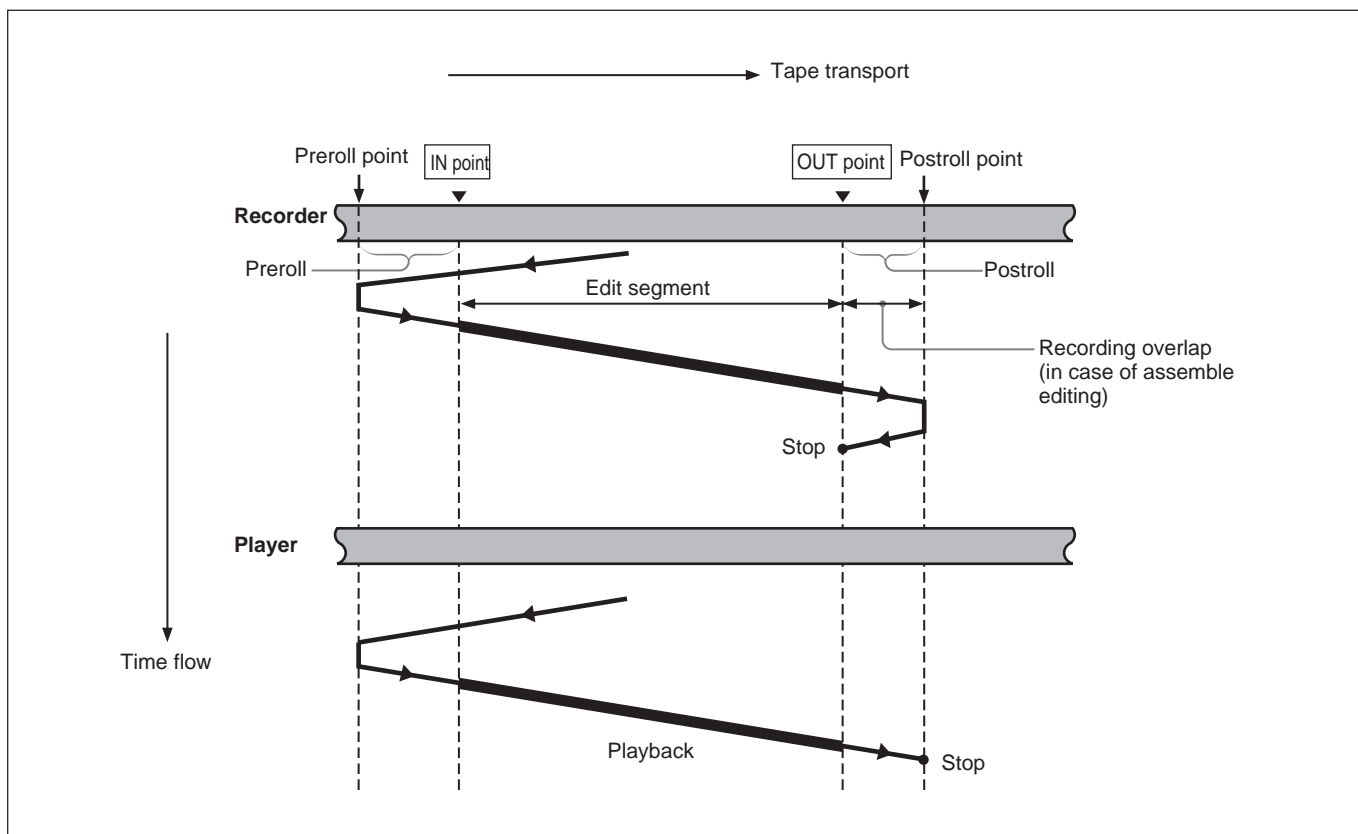 Tape transport
Preroll point
IN point
OUT point
Postroll point
Recorder
Preroll
Postroll
Edit segment
Recording overlap
(in case of assemble
editing)
Stop
Player
Time flow
Playback
Stop